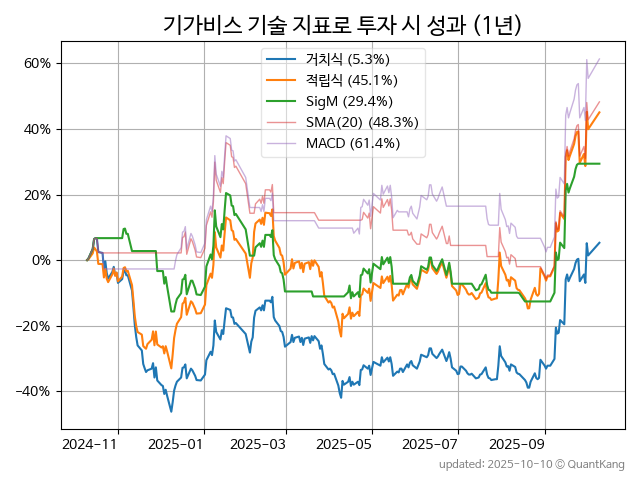 기가비스 기술 지표로 투자 시 성과 (1년)
거치식 (5.3%)
적립식 (45.1%)
SigM (29.4%)
SMA(20) (48.3%)
MACD (61.4%)
60%
40%
20%
0%
−20%
−40%
2024-11 2025-01 2025-03 2025-05 2025-07 2025-09
updated: 2025-10-10 © QuantKang